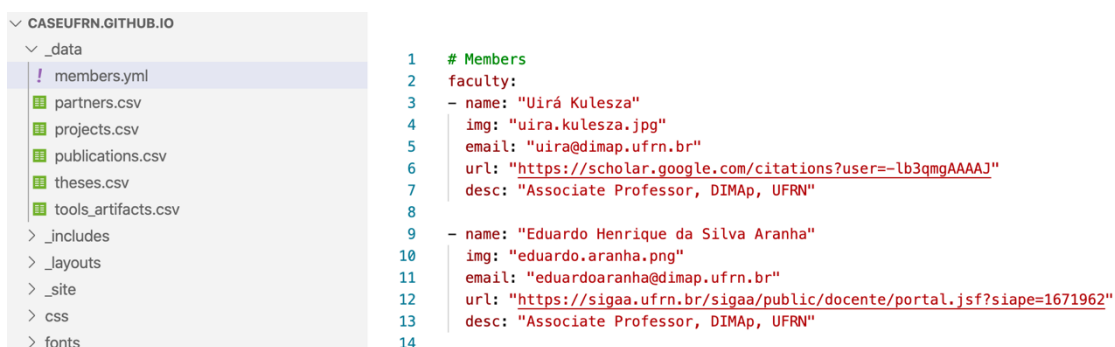 CASEUFRN.GITHUB.IO
_data
! members.yml
partners.csv
projects.csv
publications.csv
theses.csv
tools_artifacts.csv
_includes
_layouts
_site
css
fonts
1 # Members
2 faculty:
3 - name: "Uirá Kulesza"
4 img: "uira.kulesza.jpg"
5 email: "uira@dimap.ufrn.br"
6 url: "https://scholar.google.com/citations?user=-lb3qmgAAAAJ"
7 desc: "Associate Professor, DIMAp, UFRN"
8
9 - name: "Eduardo Henrique da Silva Aranha"
10 img: "eduardo.aranha.png"
11 email: "eduardoaranha@dimap.ufrn.br"
12 url: "https://sigaa.ufrn.br/sigaa/public/docente/portal.jsf?siape=1671962"
13 desc: "Associate Professor, DIMAp, UFRN"
14